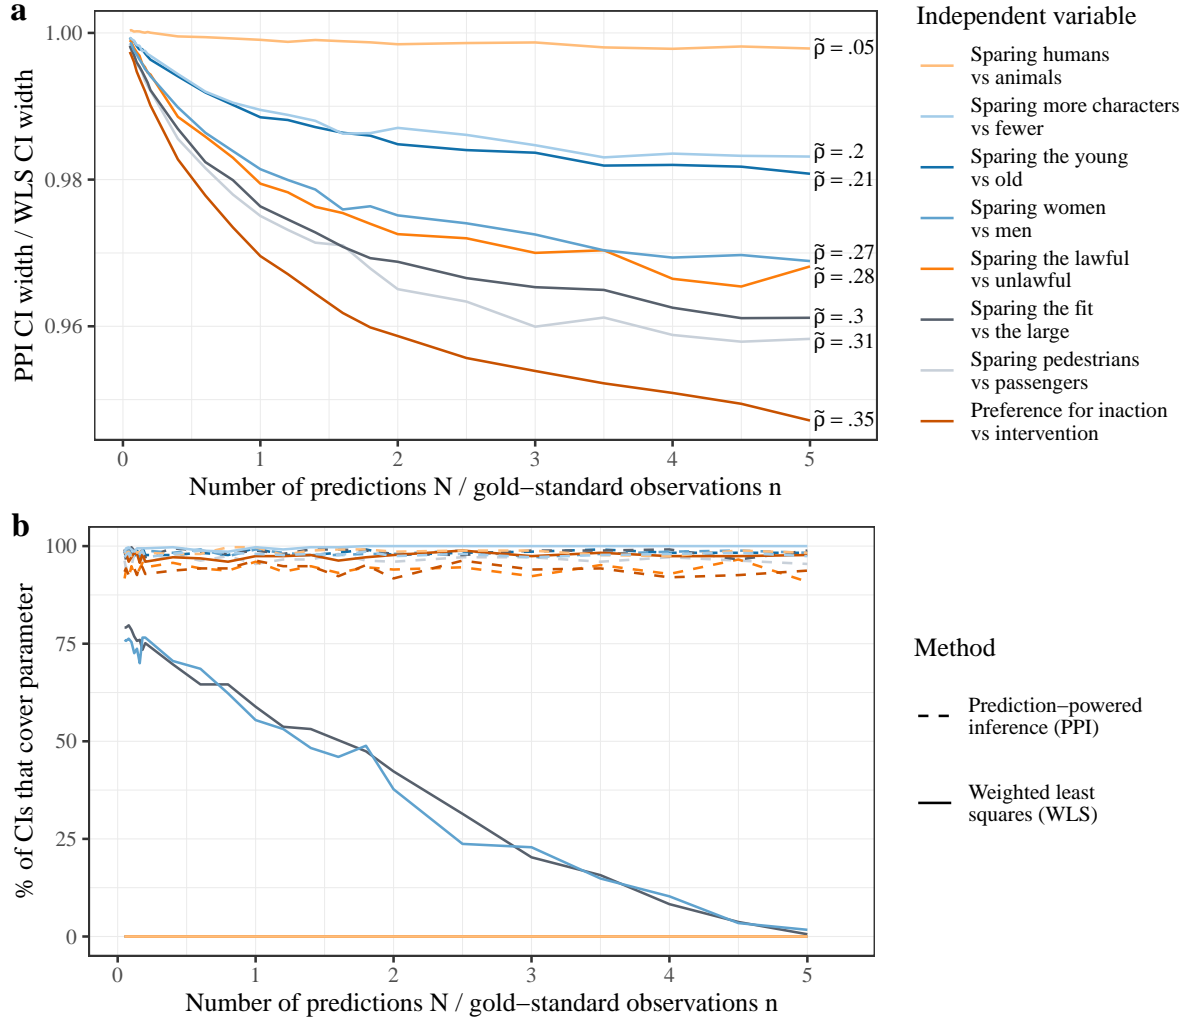 a
PPI CI width / WLS CI width
1.00
0.98
0.96
ρ̃ = .05
ρ̃ = .2
ρ̃ = .21
ρ̃ = .27
ρ̃ = .28
ρ̃ = .3
ρ̃ = .31
ρ̃ = .35
0
1
2
3
4
5
Number of predictions N / gold−standard observations n
Independent variable
Sparing humans
vs animals
Sparing more characters
vs fewer
Sparing the young
vs old
Sparing women
vs men
Sparing the lawful
vs unlawful
Sparing the fit
vs the large
Sparing pedestrians
vs passengers
Preference for inaction
vs intervention
b
% of CIs that cover parameter
100
75
50
25
0
0
1
2
3
4
5
Number of predictions N / gold−standard observations n
Method
Prediction−powered
inference (PPI)
Weighted least
squares (WLS)